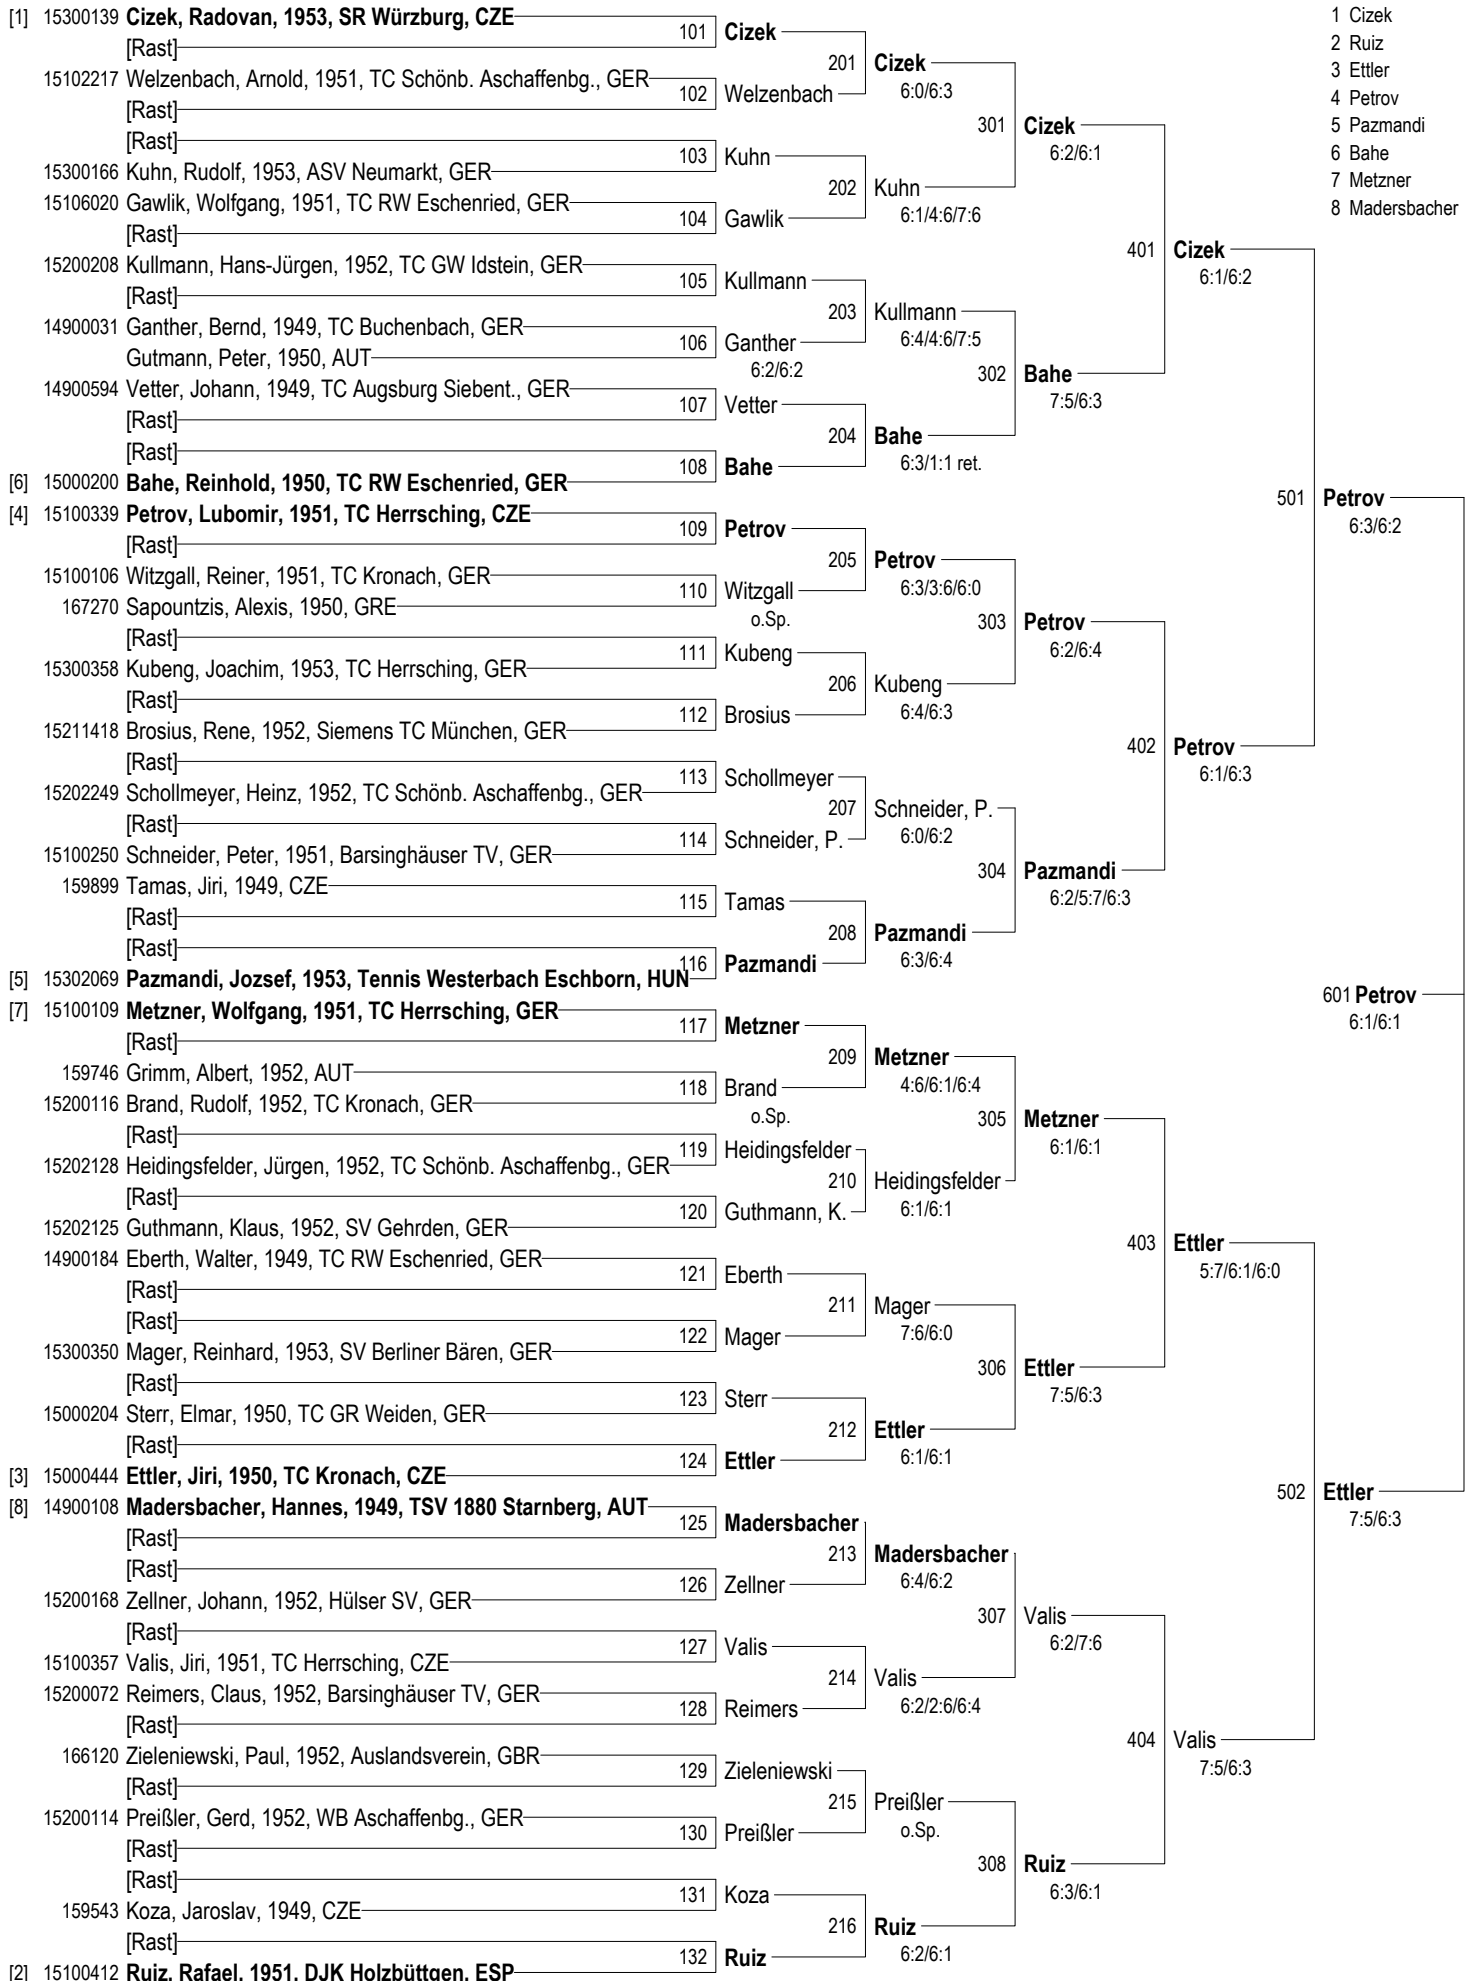 [1] 15300139 Cizek, Radovan, 1953, SR Würzburg, CZE
[Rast]
15102217 Welzenbach, Arnold, 1951, TC Schönb. Aschaffenbg., GER
[Rast]
[Rast]
15300166 Kuhn, Rudolf, 1953, ASV Neumarkt, GER
15106020 Gawlik, Wolfgang, 1951, TC RW Eschenried, GER
[Rast]
15200208 Kullmann, Hans-Jürgen, 1952, TC GW Idstein, GER
[Rast]
14900031 Ganther, Bernd, 1949, TC Buchenbach, GER
Gutmann, Peter, 1950, AUT
14900594 Vetter, Johann, 1949, TC Augsburg Siebent., GER
[Rast]
[Rast]
[6] 15000200 Bahe, Reinhold, 1950, TC RW Eschenried, GER
[4] 15100339 Petrov, Lubomir, 1951, TC Herrsching, CZE
[Rast]
15100106 Witzgall, Reiner, 1951, TC Kronach, GER
167270 Sapountzis, Alexis, 1950, GRE
[Rast]
15300358 Kubeng, Joachim, 1953, TC Herrsching, GER
[Rast]
15211418 Brosius, Rene, 1952, Siemens TC München, GER
[Rast]
15202249 Schollmeyer, Heinz, 1952, TC Schönb. Aschaffenbg., GER
[Rast]
15100250 Schneider, Peter, 1951, Barsinghäuser TV, GER
159899 Tamas, Jiri, 1949, CZE
[Rast]
[Rast]
[5] 15302069 Pazmandi, Jozsef, 1953, Tennis Westerbach Eschborn, HUN
[7] 15100109 Metzner, Wolfgang, 1951, TC Herrsching, GER
[Rast]
159746 Grimm, Albert, 1952, AUT
15200116 Brand, Rudolf, 1952, TC Kronach, GER
[Rast]
15202128 Heidingsfelder, Jürgen, 1952, TC Schönb. Aschaffenbg., GER
[Rast]
15202125 Guthmann, Klaus, 1952, SV Gehrden, GER
14900184 Eberth, Walter, 1949, TC RW Eschenried, GER
[Rast]
[Rast]
15300350 Mager, Reinhard, 1953, SV Berliner Bären, GER
[Rast]
15000204 Sterr, Elmar, 1950, TC GR Weiden, GER
[Rast]
[3] 15000444 Ettler, Jiri, 1950, TC Kronach, CZE
[8] 14900108 Madersbacher, Hannes, 1949, TSV 1880 Starnberg, AUT
[Rast]
[Rast]
15200168 Zellner, Johann, 1952, Hülser SV, GER
[Rast]
15100357 Valis, Jiri, 1951, TC Herrsching, CZE
15200072 Reimers, Claus, 1952, Barsinghäuser TV, GER
[Rast]
166120 Zieleniewski, Paul, 1952, Auslandsverein, GBR
[Rast]
15200114 Preißler, Gerd, 1952, WB Aschaffenbg., GER
[Rast]
[Rast]
159543 Koza, Jaroslav, 1949, CZE
[Rast]
[2] 15100412 Ruiz, Rafael, 1951, DJK Holzbüttgen, ESP
101 Cizek
102 Welzenbach
103 Kuhn
104 Gawlik
105 Kullmann
106 Ganther
6:2/6:2
107 Vetter
108 Bahe
109 Petrov
110 Witzgall
o.Sp.
111 Kubeng
112 Brosius
113 Schollmeyer
114 Schneider, P.
115 Tamas
116 Pazmandi
117 Metzner
118 Brand
o.Sp.
119 Heidingsfelder
120 Guthmann, K.
121 Eberth
122 Mager
123 Sterr
124 Ettler
125 Madersbacher
126 Zellner
127 Valis
128 Reimers
129 Zieleniewski
130 Preißler
131 Koza
132 Ruiz
201 Cizek
6:0/6:3
202 Kuhn
6:1/4:6/7:6
203 Kullmann
6:4/4:6/7:5
204 Bahe
6:3/1:1 ret.
205 Petrov
6:3/3:6/6:0
206 Kubeng
6:4/6:3
207 Schneider, P.
6:0/6:2
208 Pazmandi
6:3/6:4
209 Metzner
4:6/6:1/6:4
210 Heidingsfelder
6:1/6:1
211 Mager
7:6/6:0
212 Ettler
6:1/6:1
213 Madersbacher
6:4/6:2
214 Valis
6:2/2:6/6:4
215 Preißler
o.Sp.
216 Ruiz
6:2/6:1
301 Cizek
6:2/6:1
302 Bahe
7:5/6:3
303 Petrov
6:2/6:4
304 Pazmandi
6:2/5:7/6:3
305 Metzner
6:1/6:1
306 Ettler
7:5/6:3
307 Valis
6:2/7:6
308 Ruiz
6:3/6:1
401 Cizek
6:1/6:2
402 Petrov
6:1/6:3
403 Ettler
5:7/6:1/6:0
404 Valis
7:5/6:3
501 Petrov
6:3/6:2
502 Ettler
7:5/6:3
601 Petrov
6:1/6:1
1 Cizek
2 Ruiz
3 Ettler
4 Petrov
5 Pazmandi
6 Bahe
7 Metzner
8 Madersbacher